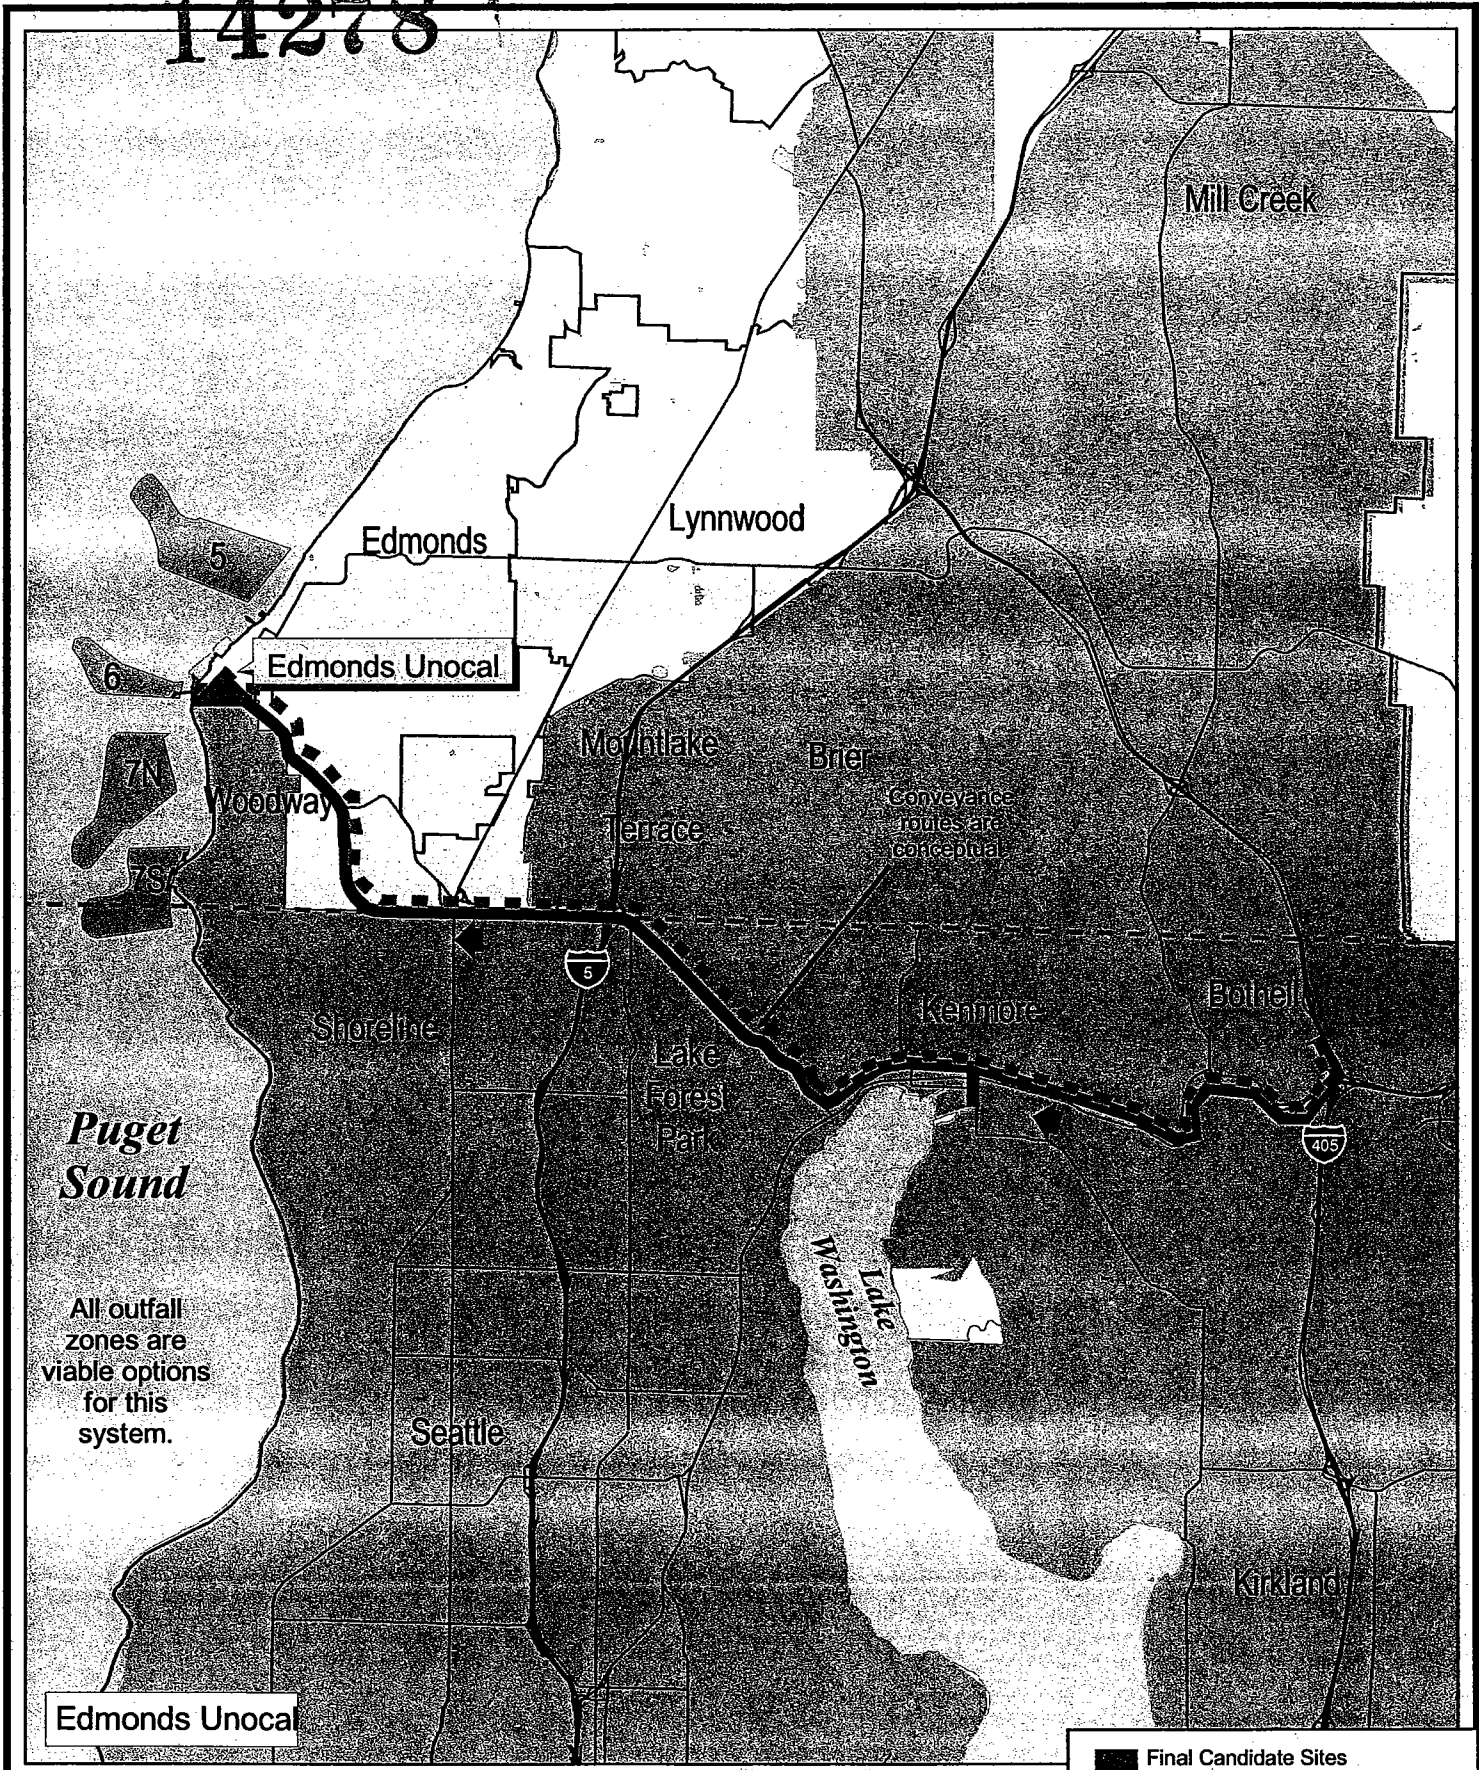 14278
Mill Creek
Lynnwood
Edmonds
5
Edmonds Unocal
6
Mountlake
Terrace
Brier
7N
Woodway
Conveyance
routes are
conceptual
7S
5
Bothell
Kenmore
Shoreline
Lake
Forest
Park
405
Puget
Sound
Lake
Washington
All outfall
zones are
viable options
for this
system.
Seattle
Kirkland
Edmonds Unocal
Final Candidate Sites